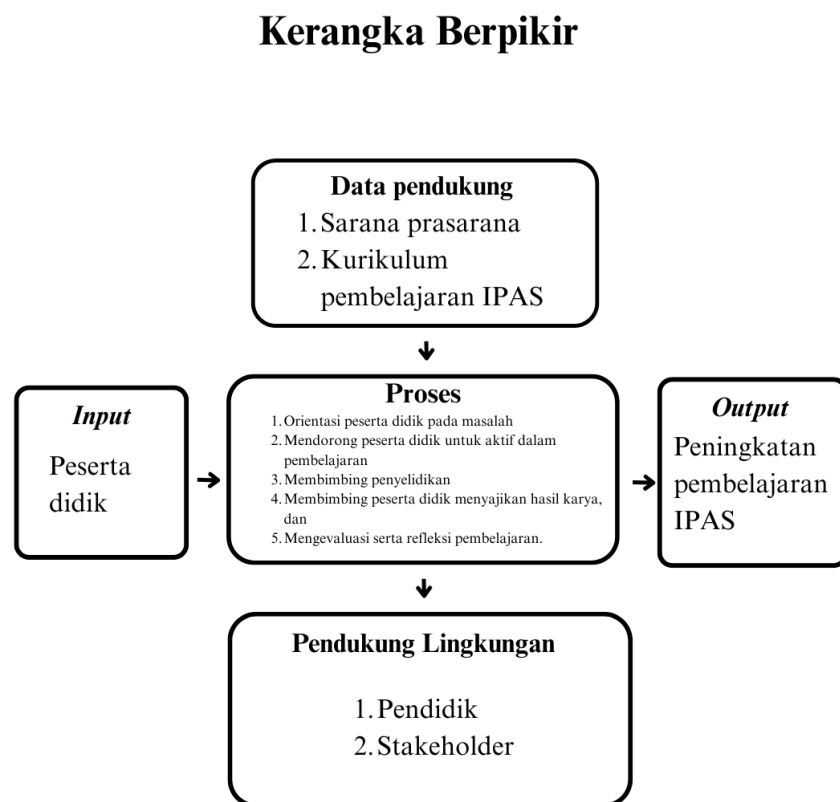 Kerangka Berpikir
Data pendukung
1. Sarana prasarana
2. Kurikulum
pembelajaran IPAS
Input
Peserta
didik
Proses
1. Orientasi peserta didik pada masalah
2. Mendorong peserta didik untuk aktif dalam
pembelajaran
3. Membimbing penyelidikan
4. Membimbing peserta didik menyajikan hasil karya,
dan
5. Mengevaluasi serta refleksi pembelajaran.
Output
Peningkatan
pembelajaran
IPAS
Pendukung Lingkungan
1. Pendidik
2. Stakeholder